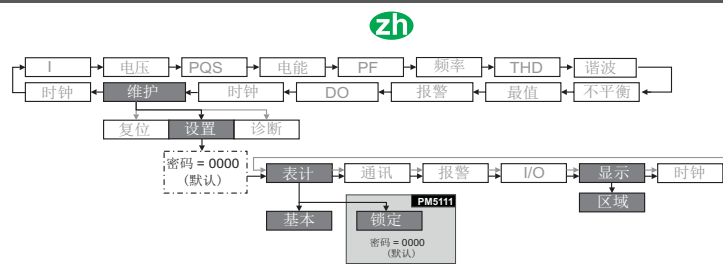 zh
I 电压 PQS 电能 PF 频率 THD 谐波
时钟 维护 时钟 DO 报警 最值 不平衡
复位 设置 诊断
密码 = 0000
(默认)
表计 通讯 报警 I/O 显示 时钟
PM5111
基本 锁定 区域
密码 = 0000
(默认)